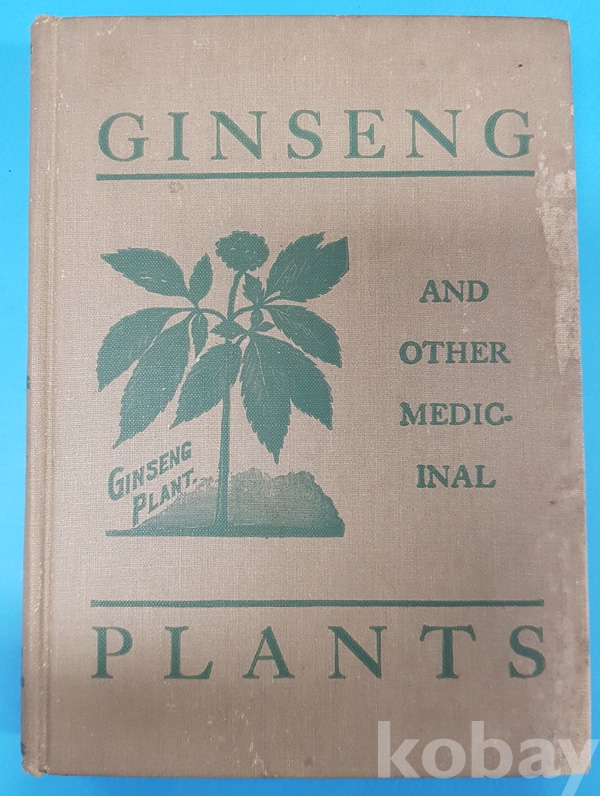 GINSENG
AND
OTHER
MEDIC-
INAL
GINSENG
PLANT.
PLANTS
kobay